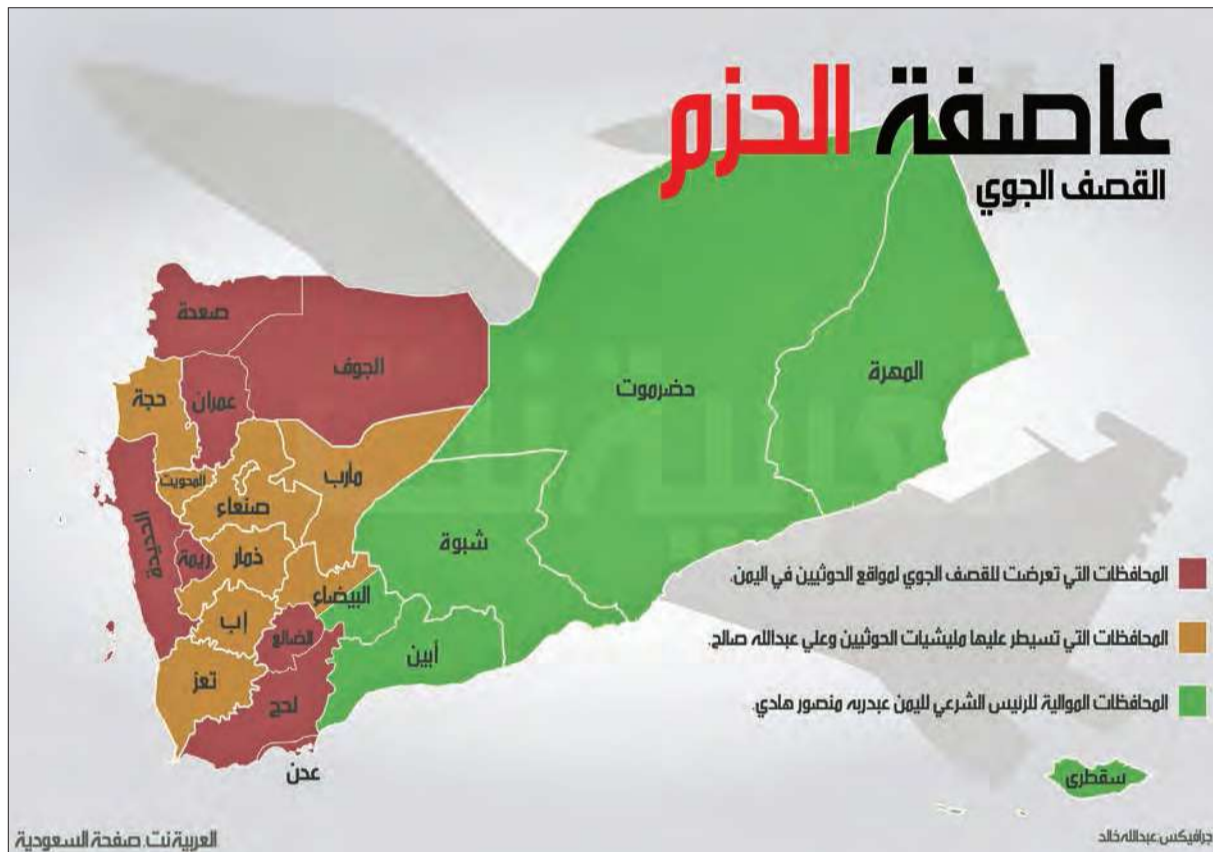 عاصفة الحزم
القصف الجوي
صعدة
الجوف
المهرة
حضرموت
حجة
عمران
مأرب
المحويت
صنعاء
شبوة
الحديدة
ريمة
ذمار
البيضاء
إب
الضالع
أبين
تعز
لحج
عدن
المحافظات التي تعرضت للقصف الجوي لمواقع الحوثيين في اليمن.
المحافظات التي تسيطر عليها مليشيات الحوثيين وعلي عبدالله صالح.
المحافظات الموالية للرئيس الشرعي لليمن عبدربه منصور هادي.
سقطرى
جرافيكس عبدالله خالد
العربية نت. صفحة السعودية